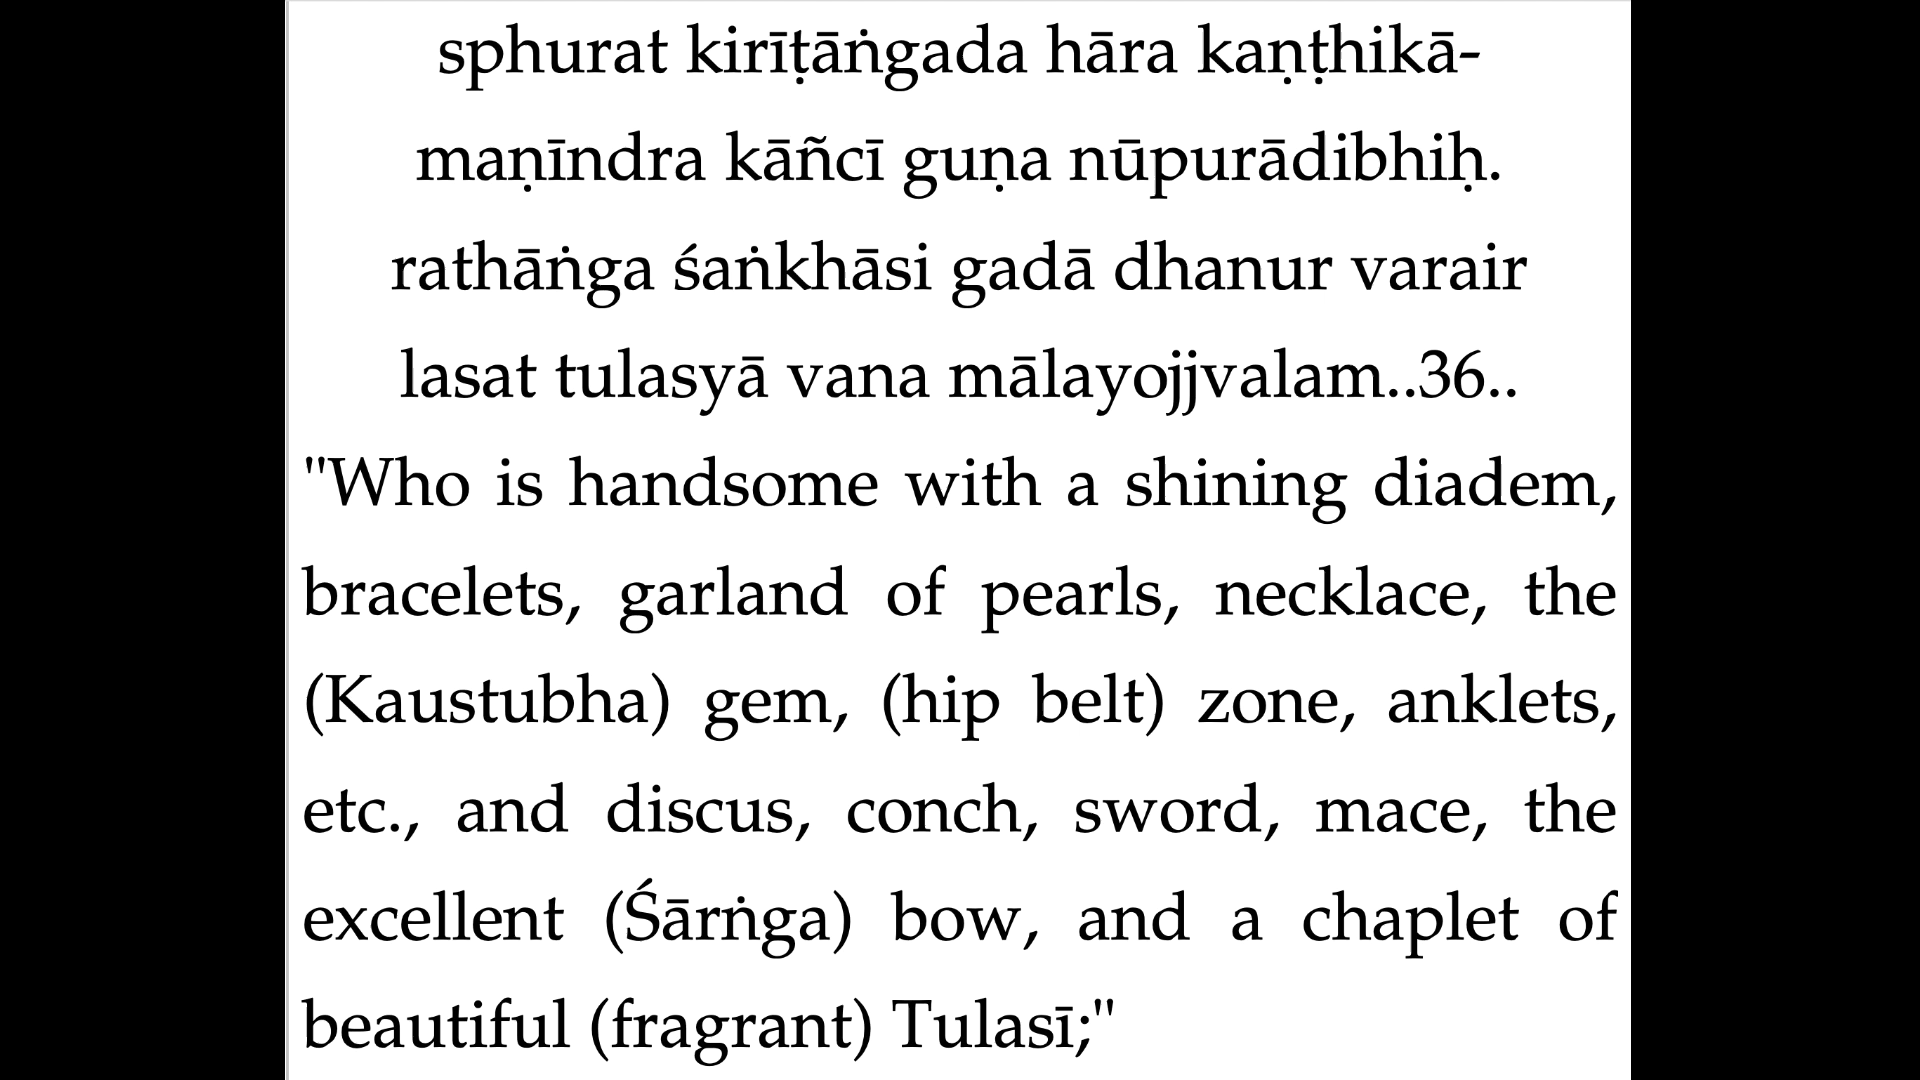 sphurat kirīṭāṅgada hāra kaṇṭhikā-
maṇīndra kāñcī guṇa nūpurādibhiḥ.
rathāṅga śaṅkhāsi gadā dhanur varair
lasat tulasyā vana mālayojjvalam..36..
"Who is handsome with a shining diadem,
bracelets, garland of pearls, necklace, the
(Kaustubha) gem, (hip belt) zone, anklets,
etc., and discus, conch, sword, mace, the
excellent (Śārṅga) bow, and a chaplet of
beautiful (fragrant) Tulasī;"